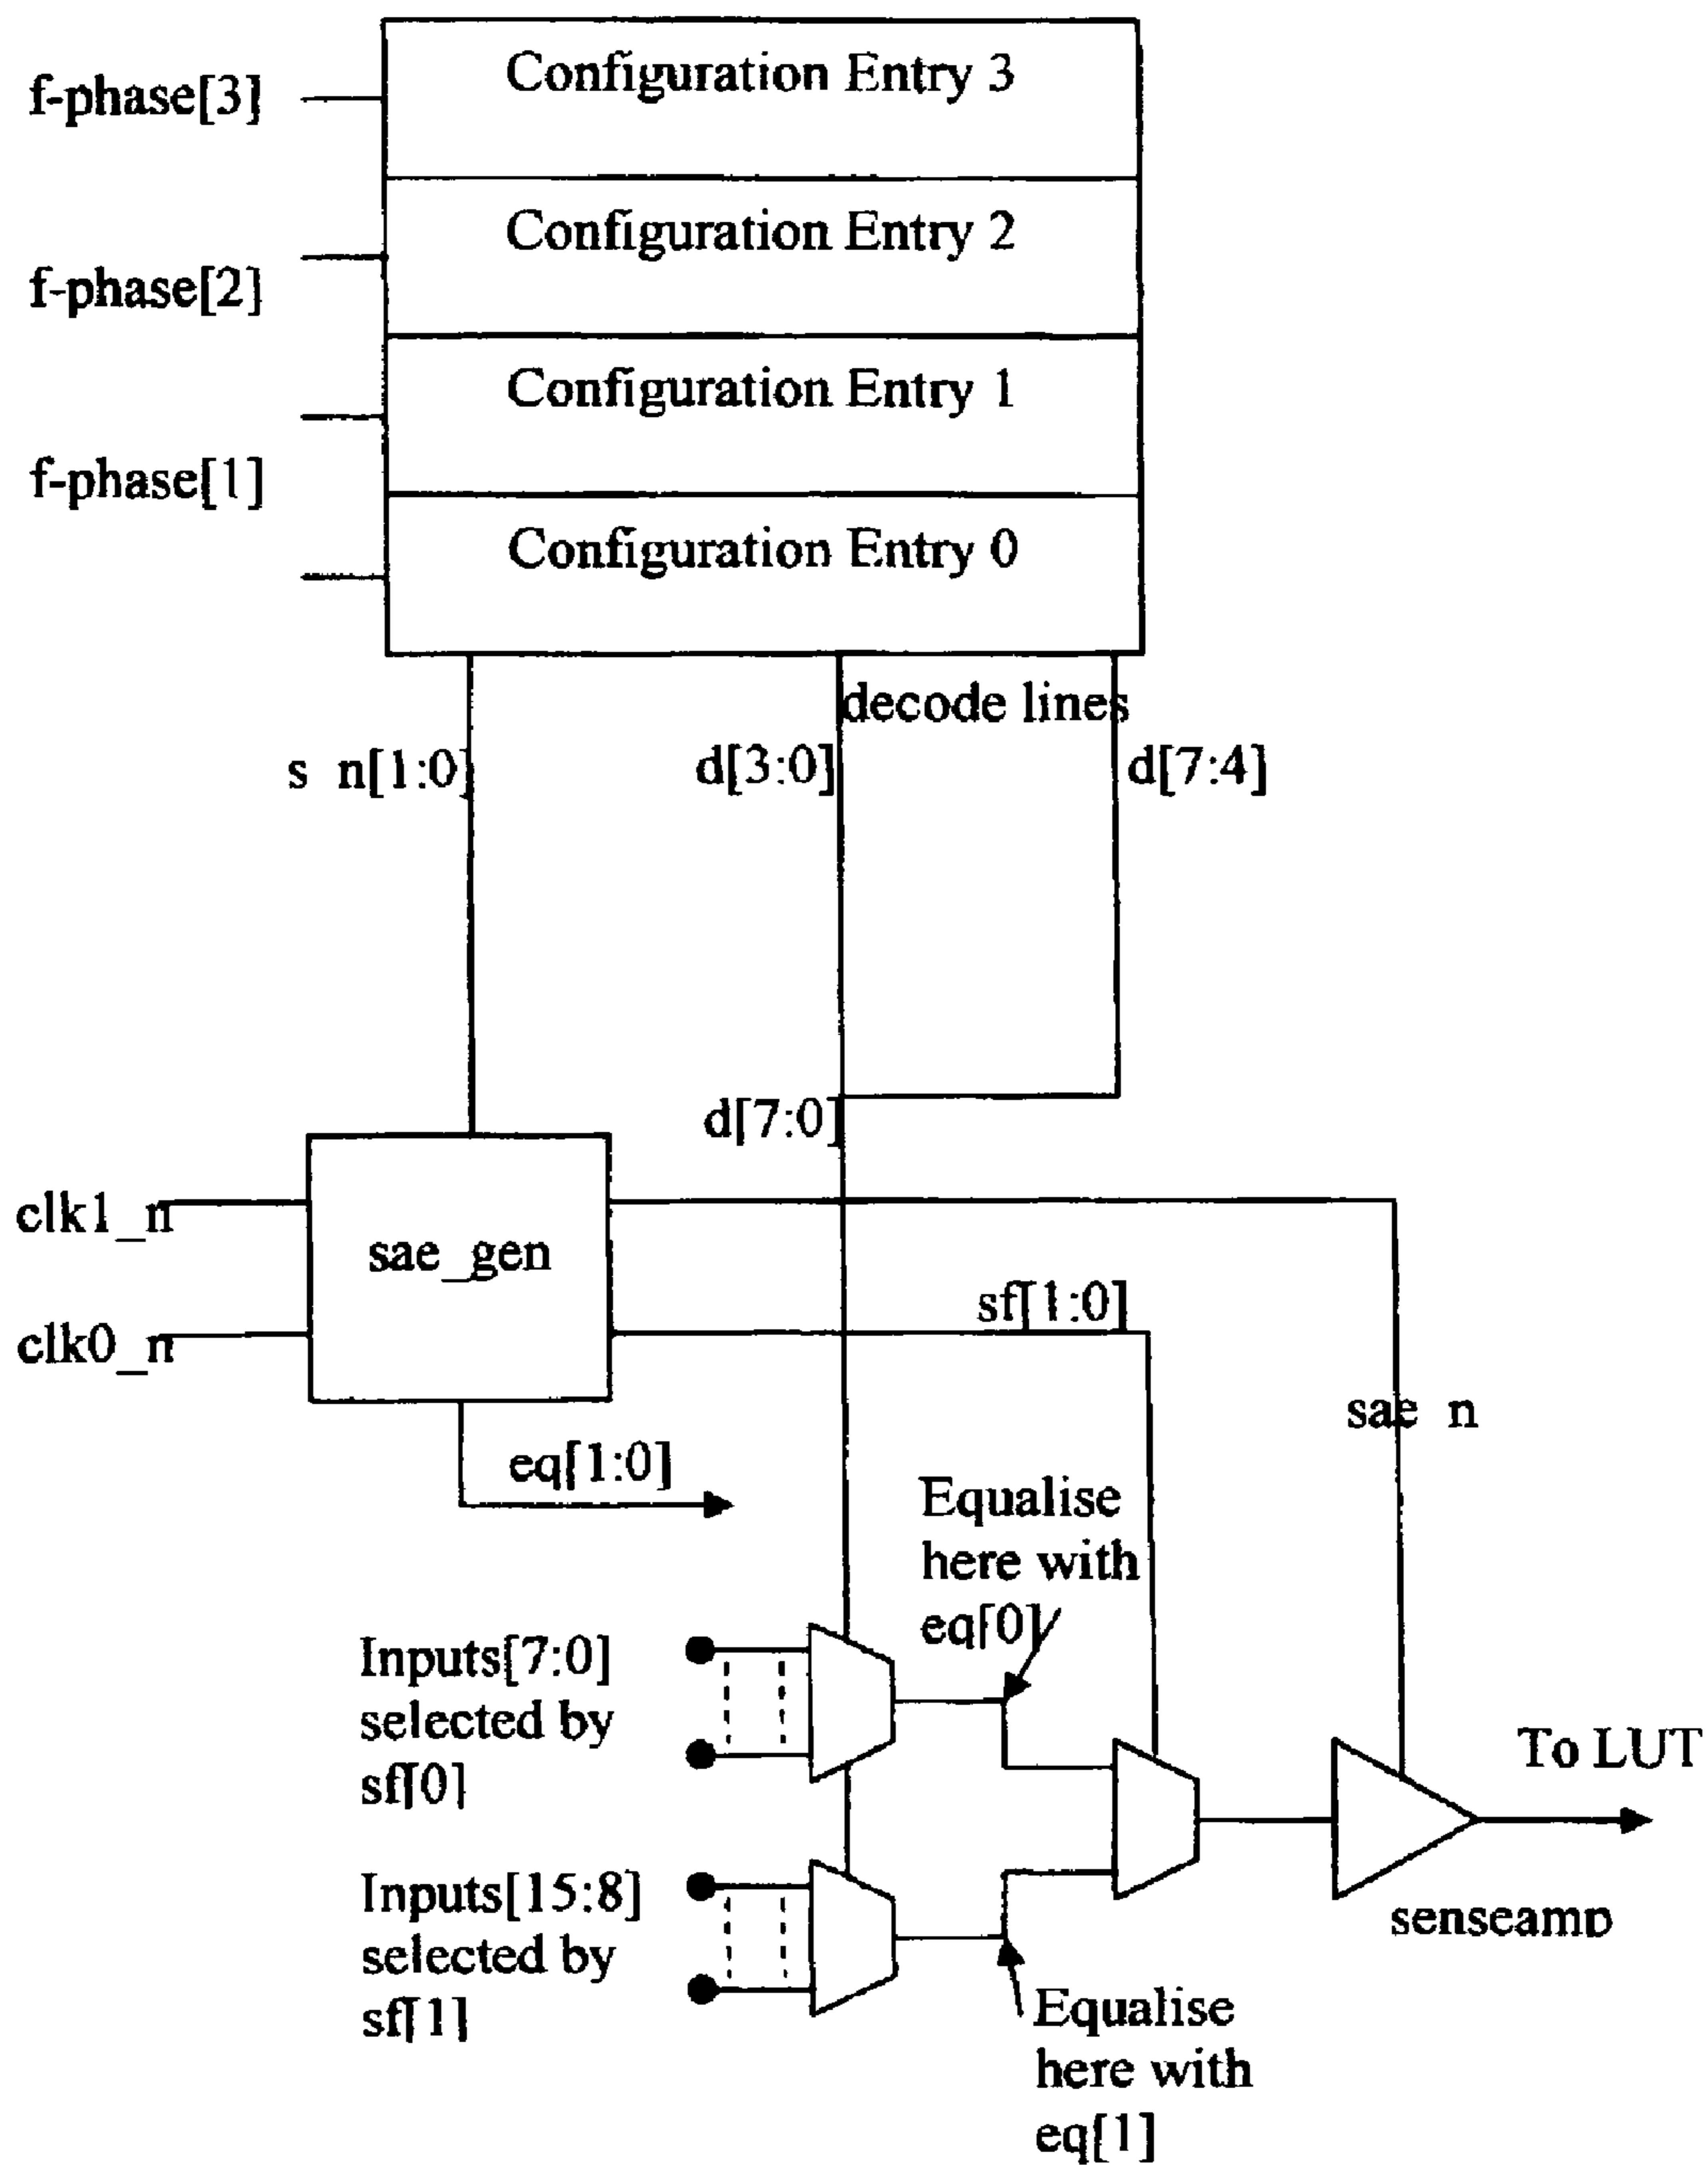 Configuration Entry 3
f-phase[3]
Configuration Entry 2
f-phase[2]
Configuration Entry 1
f-phase[1]
Configuration Entry 0
decode lines
s n[1:0]
d[3:0]
d[7:4]
d[7:0]
clk1_n
sae_gen
clk0_n
sf[1:0]
sae n
eq[1:0]
Equalise
here with
eq[0]
Inputs[7:0]
selected by
sf[0]
To LUT
Inputs[15:8]
selected by
sf[1]
senseamp
Equalise
here with
eq[1]